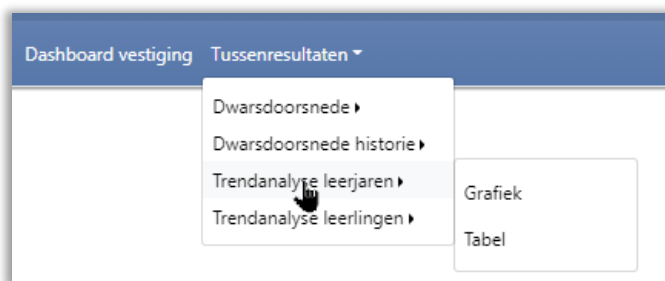 Dashboard vestiging Tussenresultaten
Dwarsdoorsnede
Dwarsdoorsnede historie
Trendanalyse leerjaren
Trendanalyse leerlingen
Grafiek
Tabel